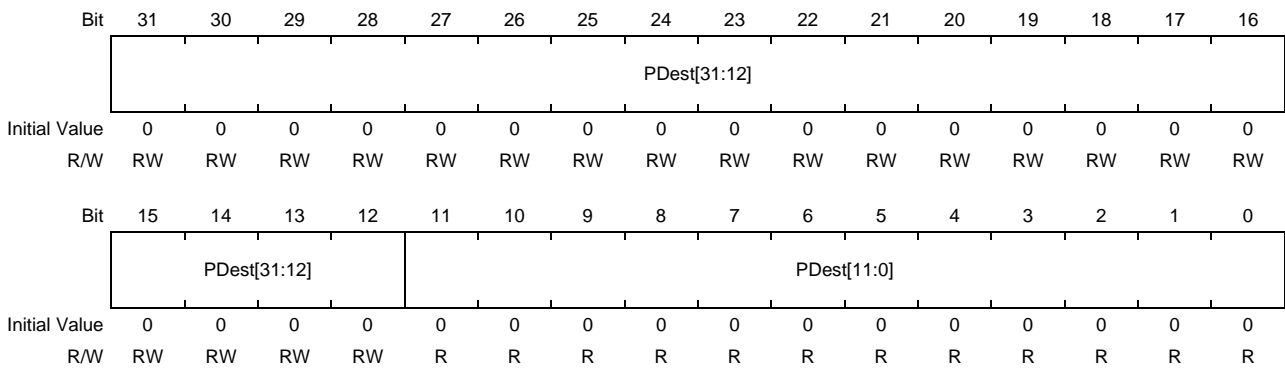 Bit 31 30 29 28 27 26 25 24 23 22 21 20 19 18 17 16
PDest[31:12]
Initial Value 0 0 0 0 0 0 0 0 0 0 0 0 0 0 0 0
R/W RW RW RW RW RW RW RW RW RW RW RW RW RW RW RW RW
Bit 15 14 13 12 11 10 9 8 7 6 5 4 3 2 1 0
PDest[31:12] PDest[11:0]
Initial Value 0 0 0 0 0 0 0 0 0 0 0 0 0 0 0 0
R/W RW RW RW RW R R R R R R R R R R R R